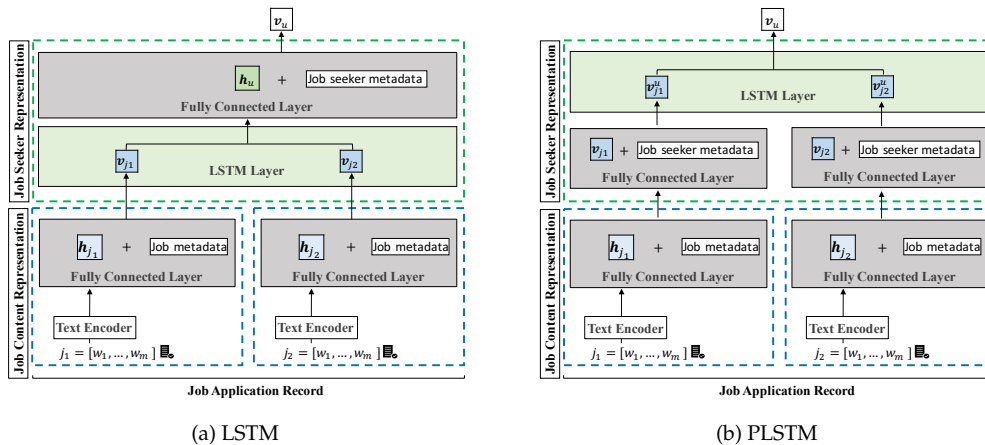 v_u
Job Seeker Representation
h_u + Job seeker metadata
Fully Connected Layer
v_j1 v_j2
LSTM Layer
Job Content Representation
h_j1 + Job metadata
Fully Connected Layer
h_j2 + Job metadata
Fully Connected Layer
Text Encoder
Text Encoder
j_1 = [w_1, ..., w_m ]
j_2 = [w_1, ..., w_m ]
Job Application Record
(a) LSTM
v_u
Job Seeker Representation
v_j1^u v_j2^u
LSTM Layer
v_j1 + Job seeker metadata
Fully Connected Layer
v_j2 + Job seeker metadata
Fully Connected Layer
Job Content Representation
h_j1 + Job metadata
Fully Connected Layer
h_j2 + Job metadata
Fully Connected Layer
Text Encoder
Text Encoder
j_1 = [w_1, ..., w_m ]
j_2 = [w_1, ..., w_m ]
Job Application Record
(b) PLSTM